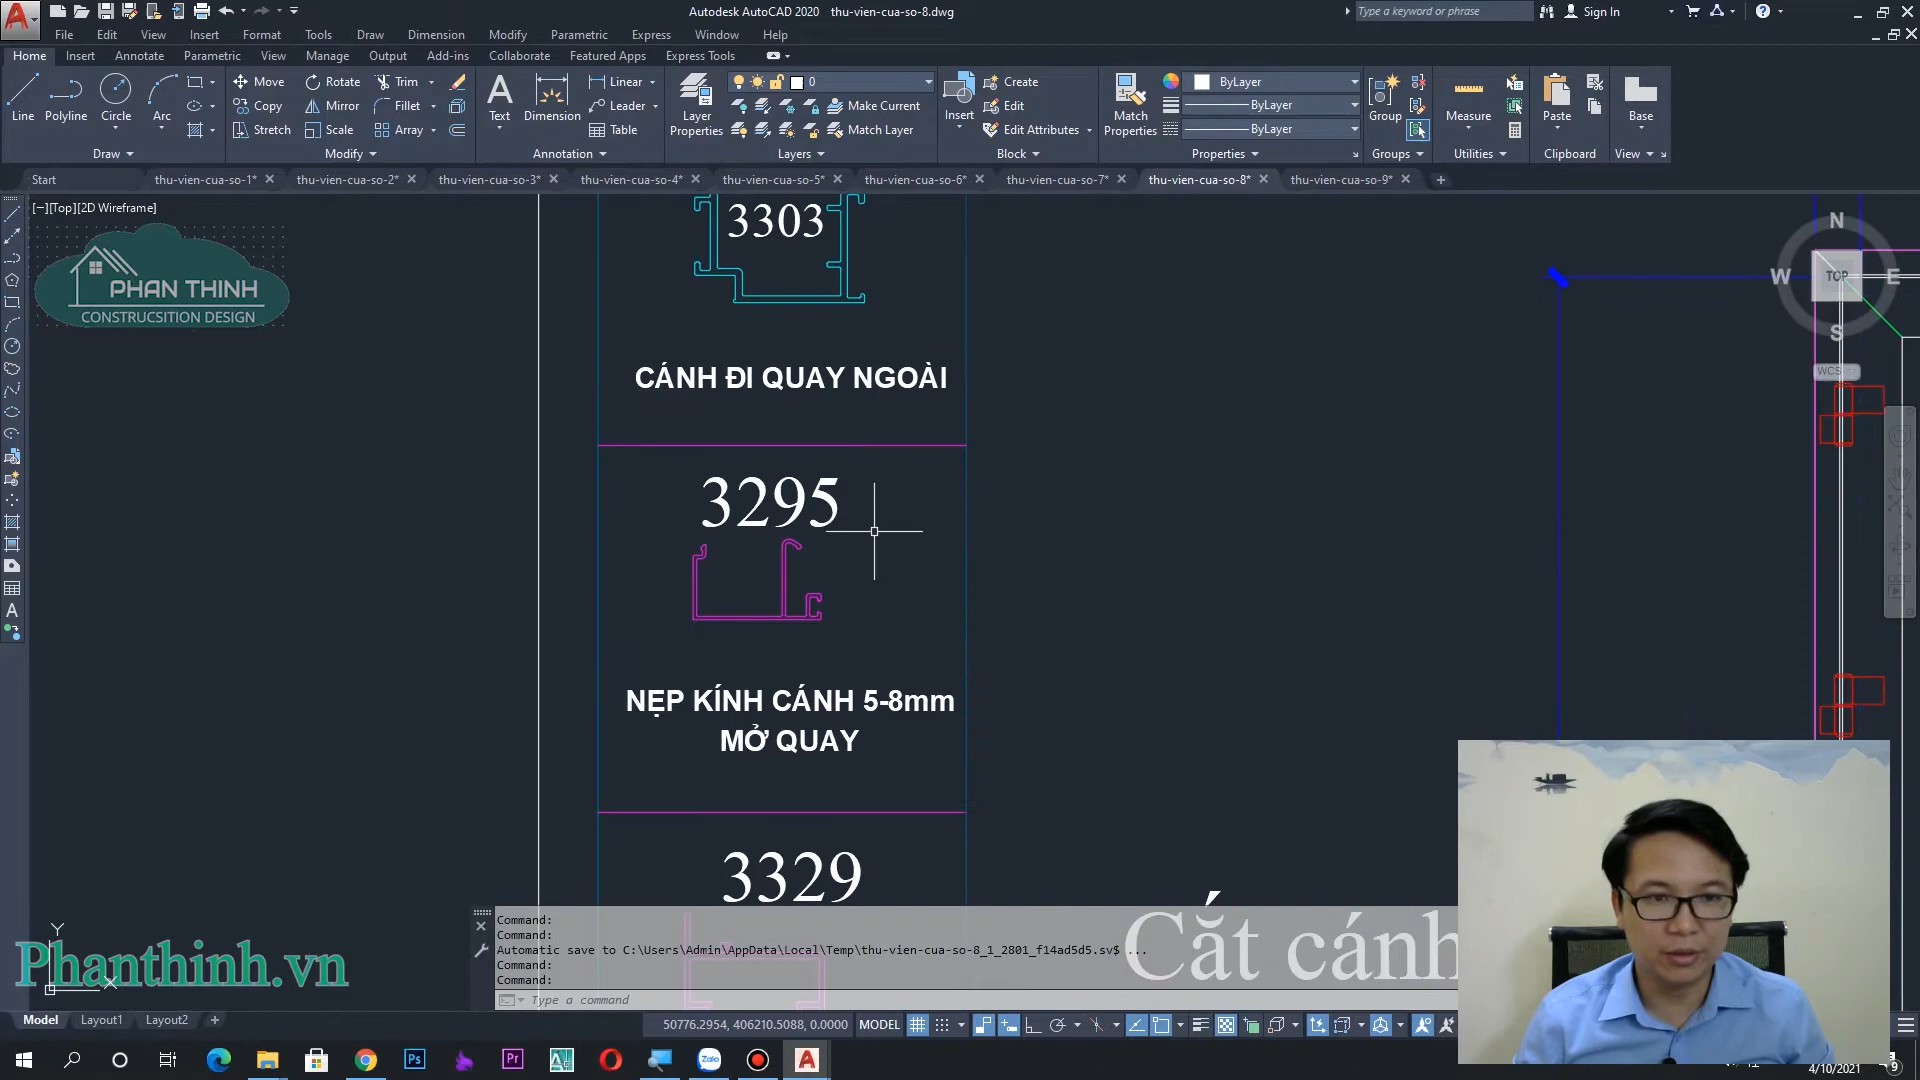 Autodesk AutoCAD 2020 thu-vien-cua-so-8.dwg
Type a keyword or phrase
Sign In
File Edit View Insert Format Tools Draw Dimension Modify Parametric Express Window Help
Home Insert Annotate Parametric View Manage Output Add-ins Collaborate Featured Apps Express Tools
Move Rotate Trim Linear 0 Create ByLayer
Copy Mirror Fillet Leader Make Current Edit ByLayer
Line Polyline Circle Arc Text Dimension Layer Properties Insert Match Properties Group Measure Paste Base
Stretch Scale Array Table Match Layer Edit Attributes ByLayer
Draw Modify Annotation Layers Block Properties Groups Utilities Clipboard View
Start thu-vien-cua-so-1* thu-vien-cua-so-2* thu-vien-cua-so-3* thu-vien-cua-so-4* thu-vien-cua-so-5* thu-vien-cua-so-6* thu-vien-cua-so-7* thu-vien-cua-so-8* thu-vien-cua-so-9*
[−][Top][2D Wireframe]
PHAN THINH
CONSTRUCSITION DESIGN
3303
N
W TOP E
S
WCS
CÁNH ĐI QUAY NGOÀI
3295
NẸP KÍNH CÁNH 5-8mm
MỞ QUAY
3329
Cắt cánh
Command:
Command:
Automatic save to C:\Users\Admin\AppData\Local\Temp\thu-vien-cua-so-8_1_2801_f14ad5d5.sv$ ...
Command:
Command:
Type a command
Y
X
Phanthinh.vn
Model Layout1 Layout2
50776.2954, 406210.5088, 0.0000 MODEL
Ps Pr Zalo A
4/10/2021
9